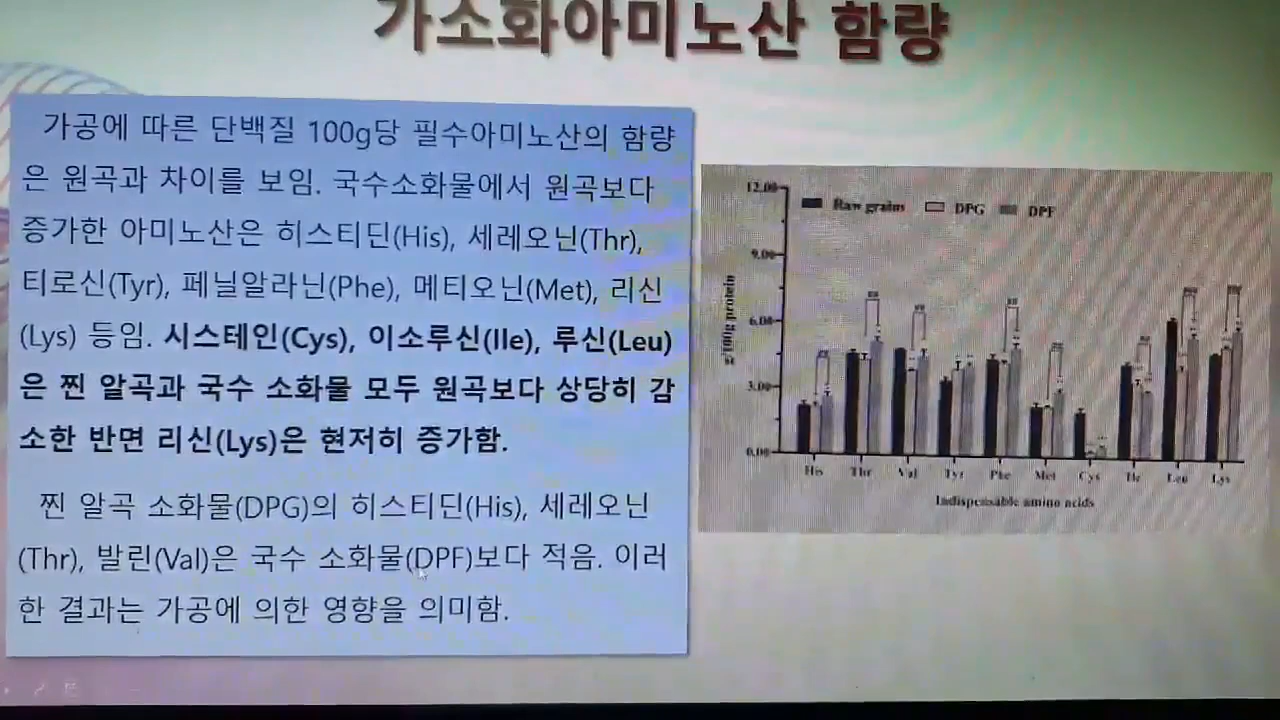 가소화아미노산 함량
가공에 따른 단백질 100g당 필수아미노산의 함량
은 원곡과 차이를 보임. 국수소화물에서 원곡보다
증가한 아미노산은 히스티딘(His), 세레오닌(Thr),
티로신(Tyr), 페닐알라닌(Phe), 메티오닌(Met), 리신
(Lys) 등임. 시스테인(Cys), 이소루신(Ile), 루신(Leu)
은 찐 알곡과 국수 소화물 모두 원곡보다 상당히 감
소한 반면 리신(Lys)은 현저히 증가함.
찐 알곡 소화물(DPG)의 히스티딘(His), 세레오닌
(Thr), 발린(Val)은 국수 소화물(DPF)보다 적음. 이러
한 결과는 가공에 의한 영향을 의미함.
12.00
Raw grains DPG DPF
9.00
6.00
3.00
0.00
g/100g protein
His Thr Val Tyr Phe Met Cys Ile Leu Lys
Indispensable amino acids